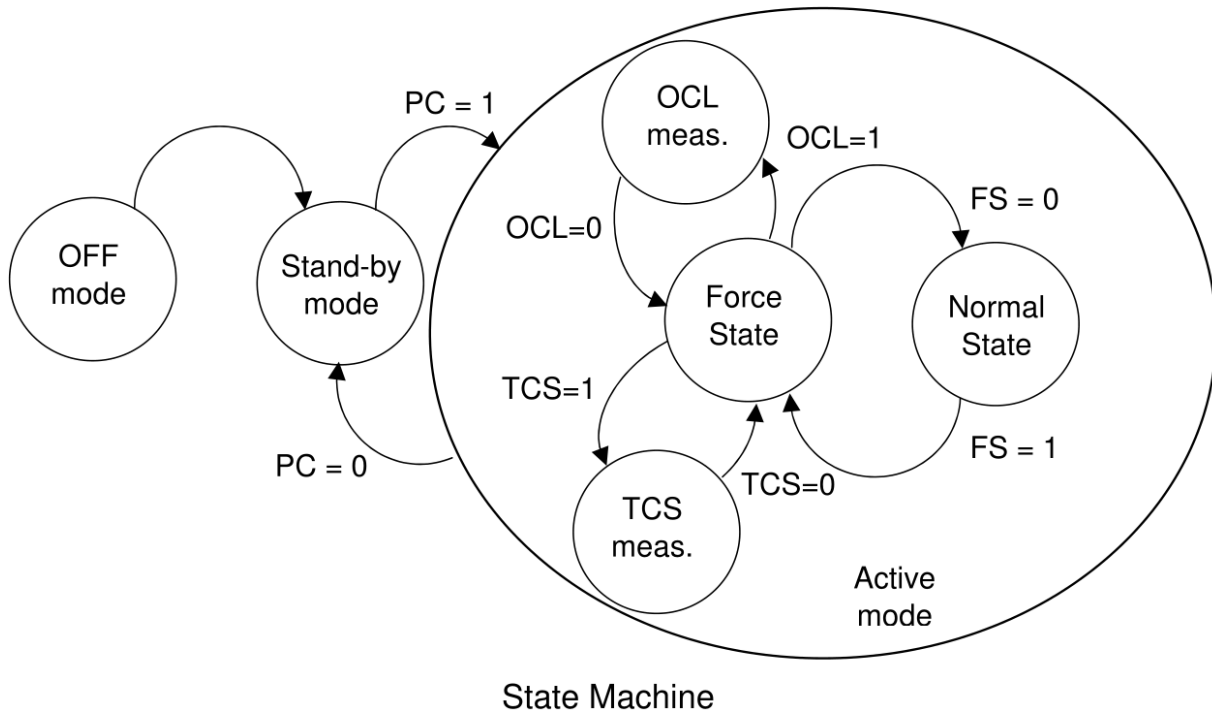 PC = 1
OCL
meas.
OCL=1
FS = 0
OCL=0
OFF
mode
Stand-by
mode
Force
State
Normal
State
TCS=1
PC = 0
TCS=0
FS = 1
TCS
meas.
Active
mode
State Machine